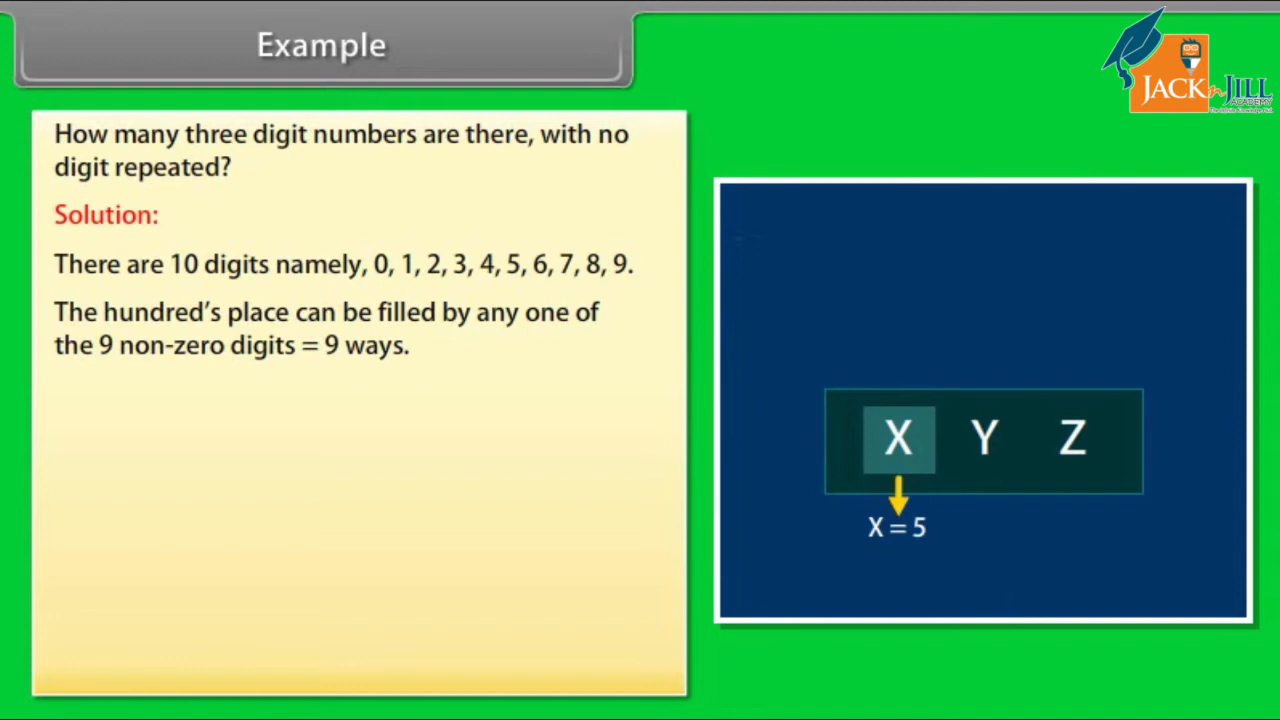 Example
JACK n JILL
ACADEMY
How many three digit numbers are there, with no
digit repeated?
Solution:
There are 10 digits namely, 0, 1, 2, 3, 4, 5, 6, 7, 8, 9.
The hundred's place can be filled by any one of
the 9 non-zero digits = 9 ways.
X Y Z
X = 5